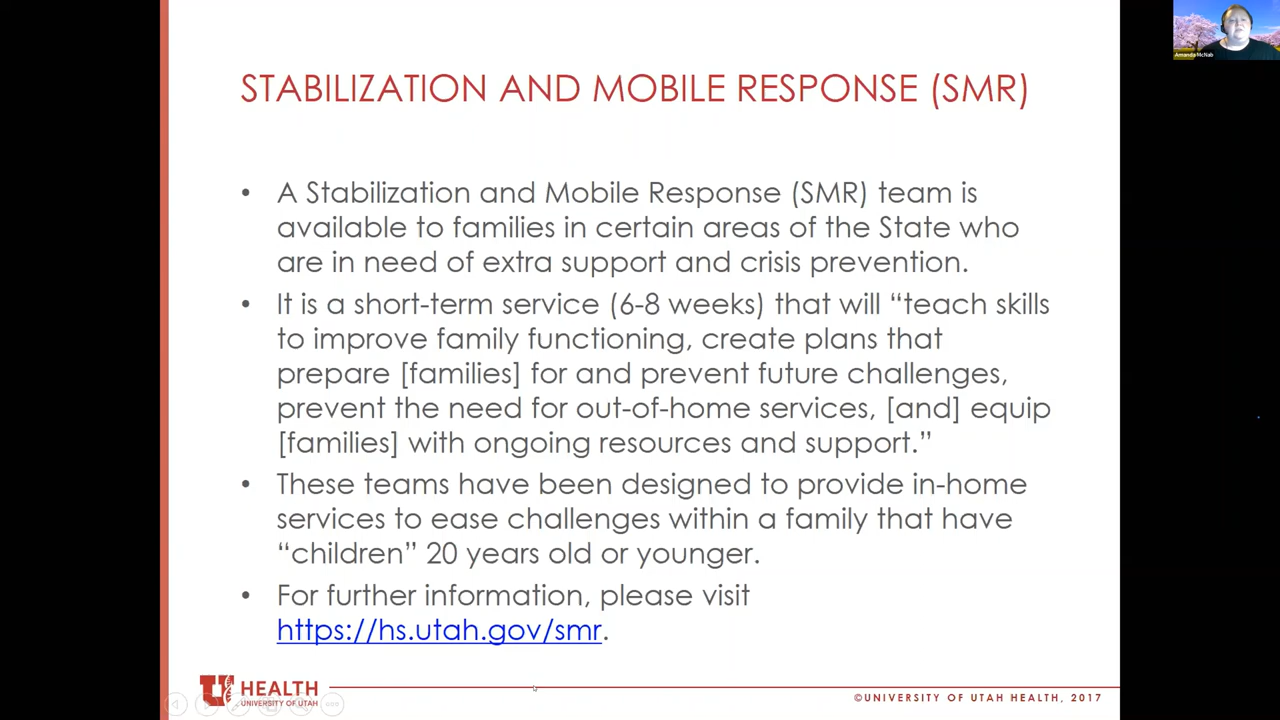 Amanda McNab
STABILIZATION AND MOBILE RESPONSE (SMR)
• A Stabilization and Mobile Response (SMR) team is
available to families in certain areas of the State who
are in need of extra support and crisis prevention.
• It is a short-term service (6-8 weeks) that will “teach skills
to improve family functioning, create plans that
prepare [families] for and prevent future challenges,
prevent the need for out-of-home services, [and] equip
[families] with ongoing resources and support.”
• These teams have been designed to provide in-home
services to ease challenges within a family that have
“children” 20 years old or younger.
• For further information, please visit
https://hs.utah.gov/smr.
U HEALTH
UNIVERSITY OF UTAH
©UNIVERSITY OF UTAH HEALTH, 2017